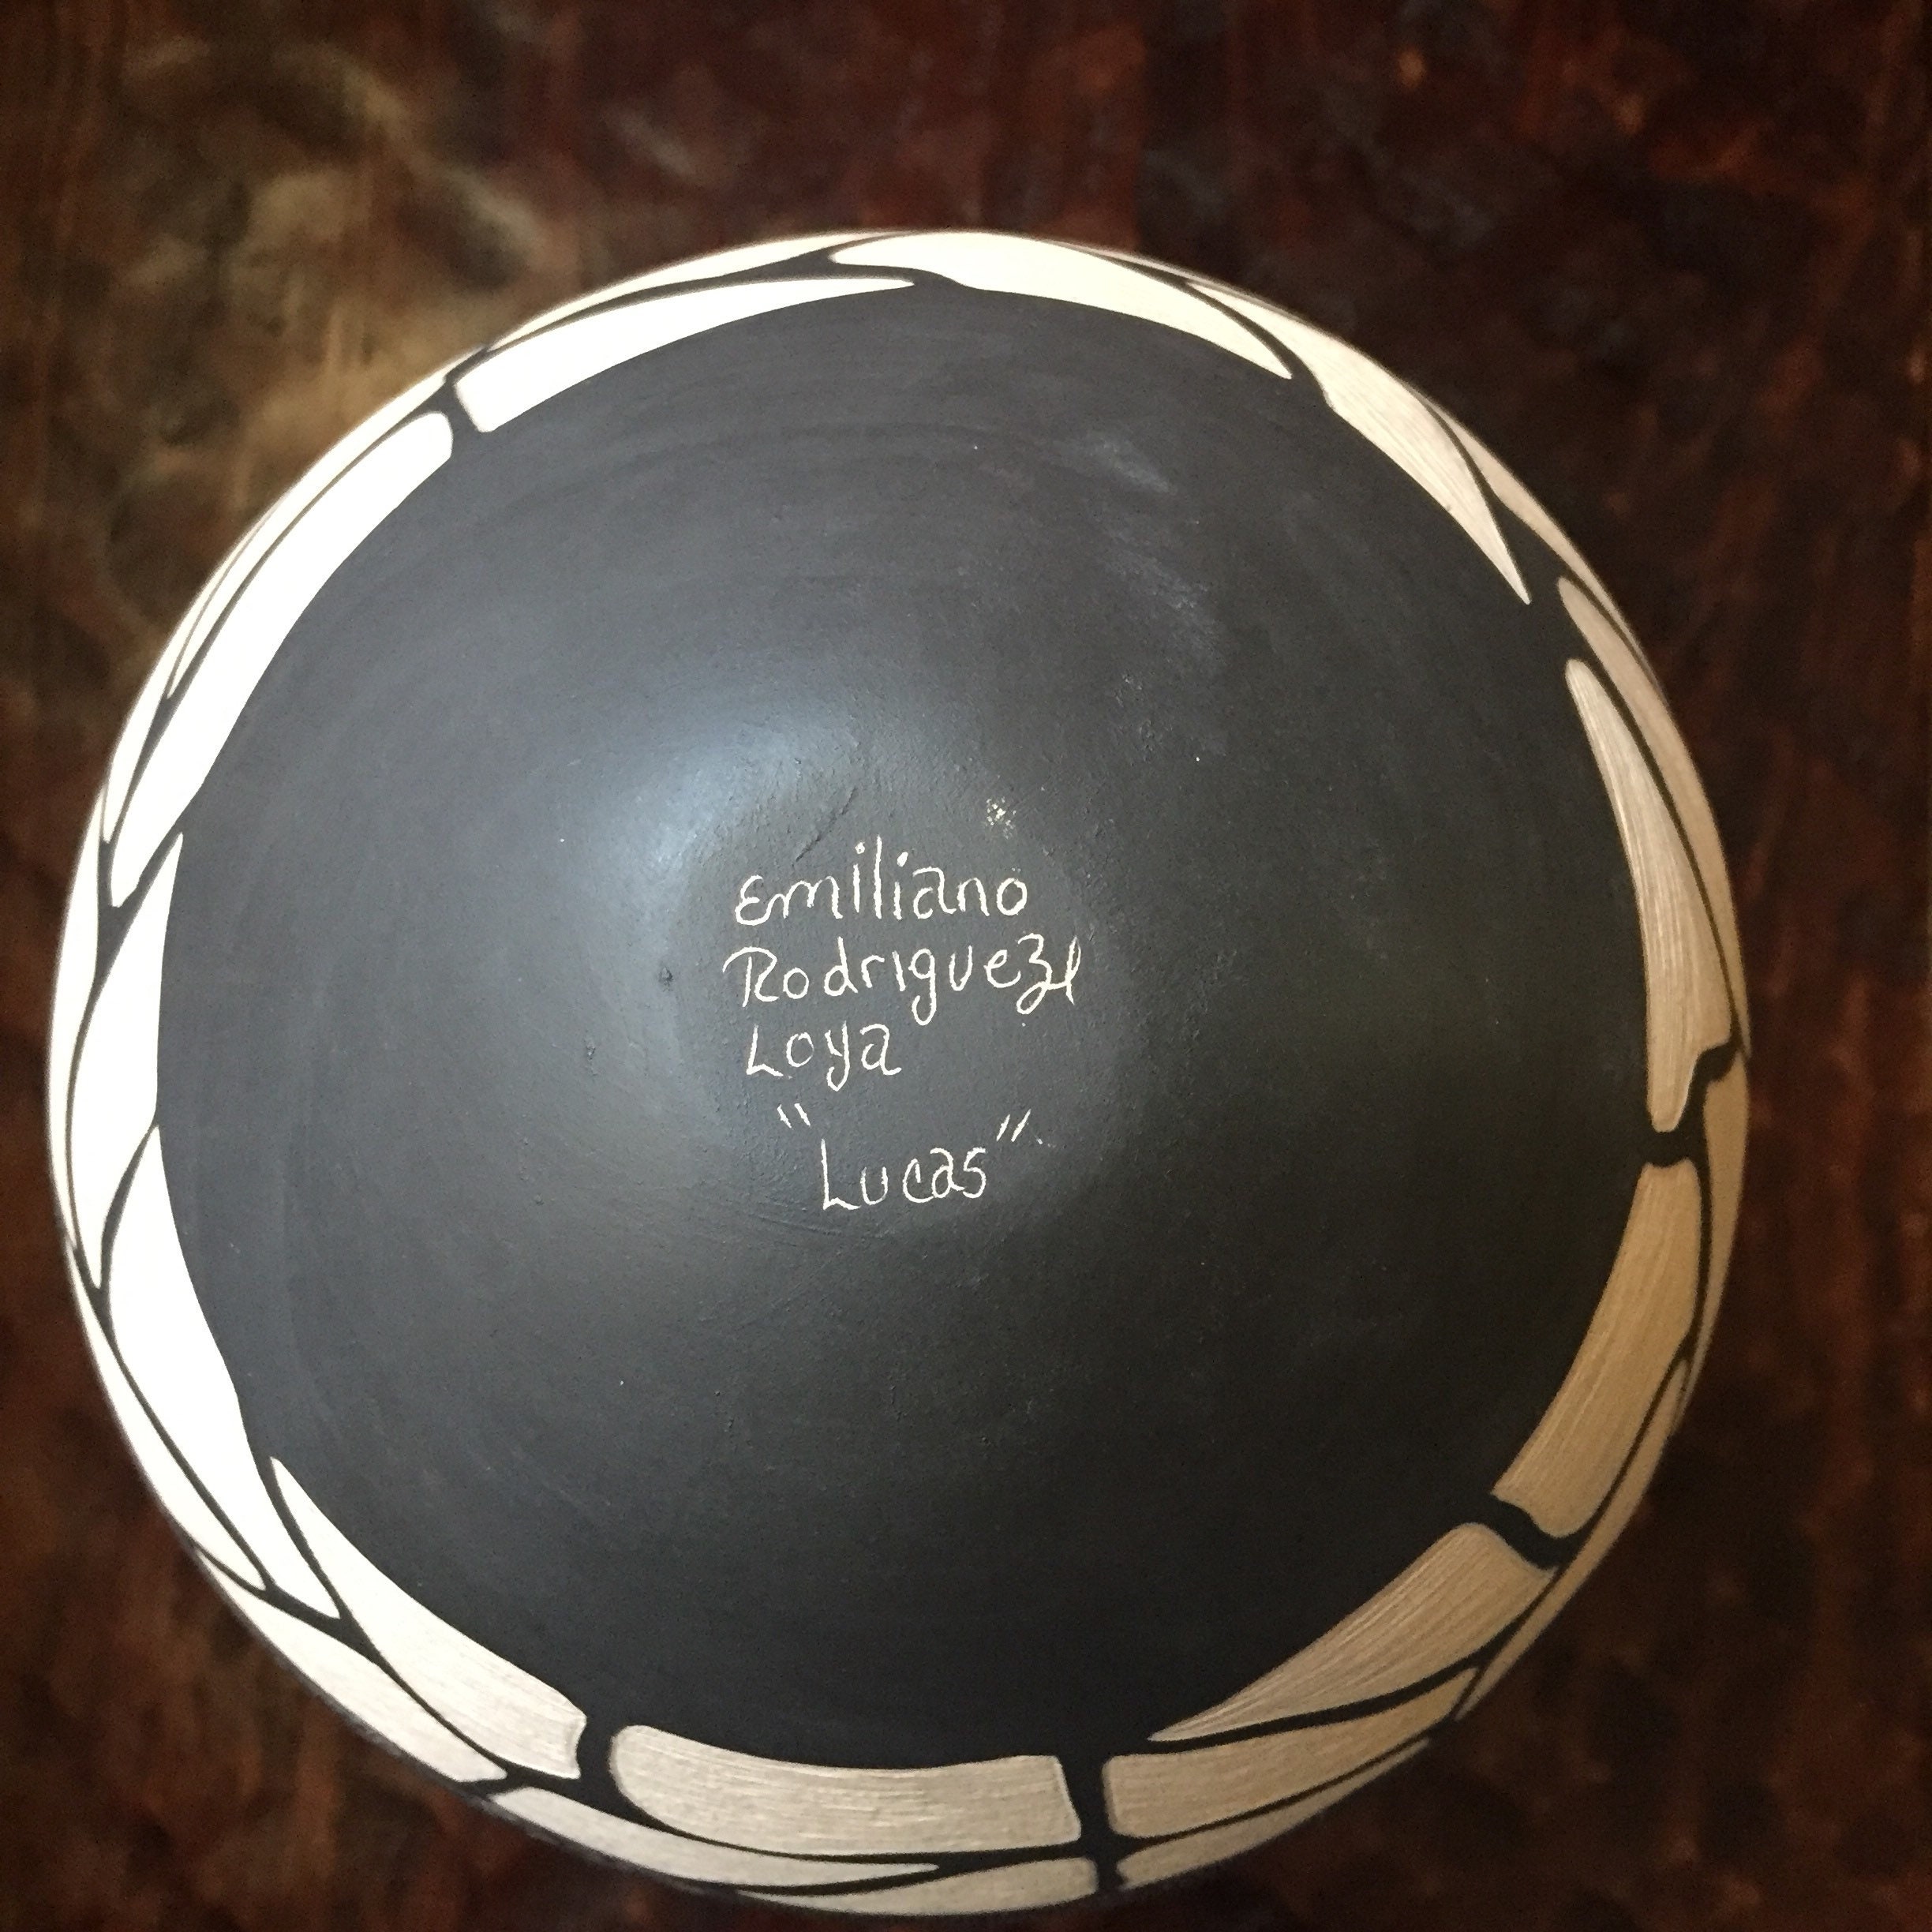 Emiliano
Rodriguez
Loya
"Lucas"